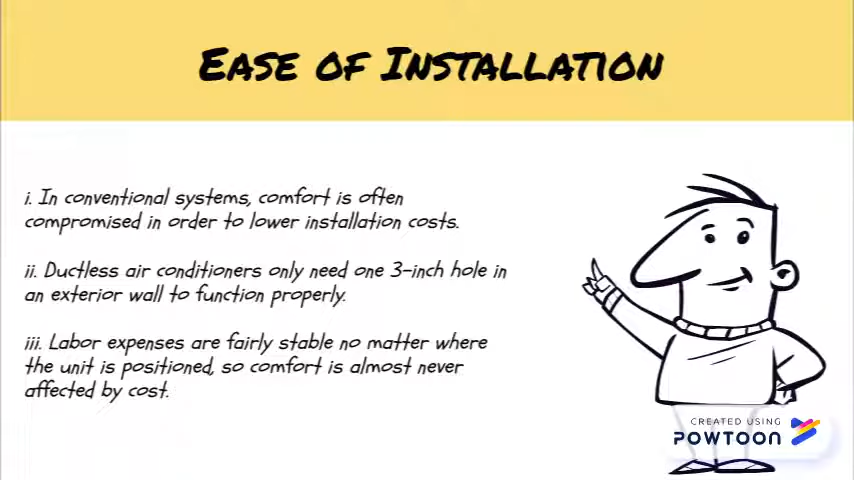 Ease of Installation
i. In conventional systems, comfort is often
compromised in order to lower installation costs.
ii. Ductless air conditioners only need one 3-inch hole in
an exterior wall to function properly.
iii. Labor expenses are fairly stable no matter where
the unit is positioned, so comfort is almost never
affected by cost.
CREATED USING
POWTOON